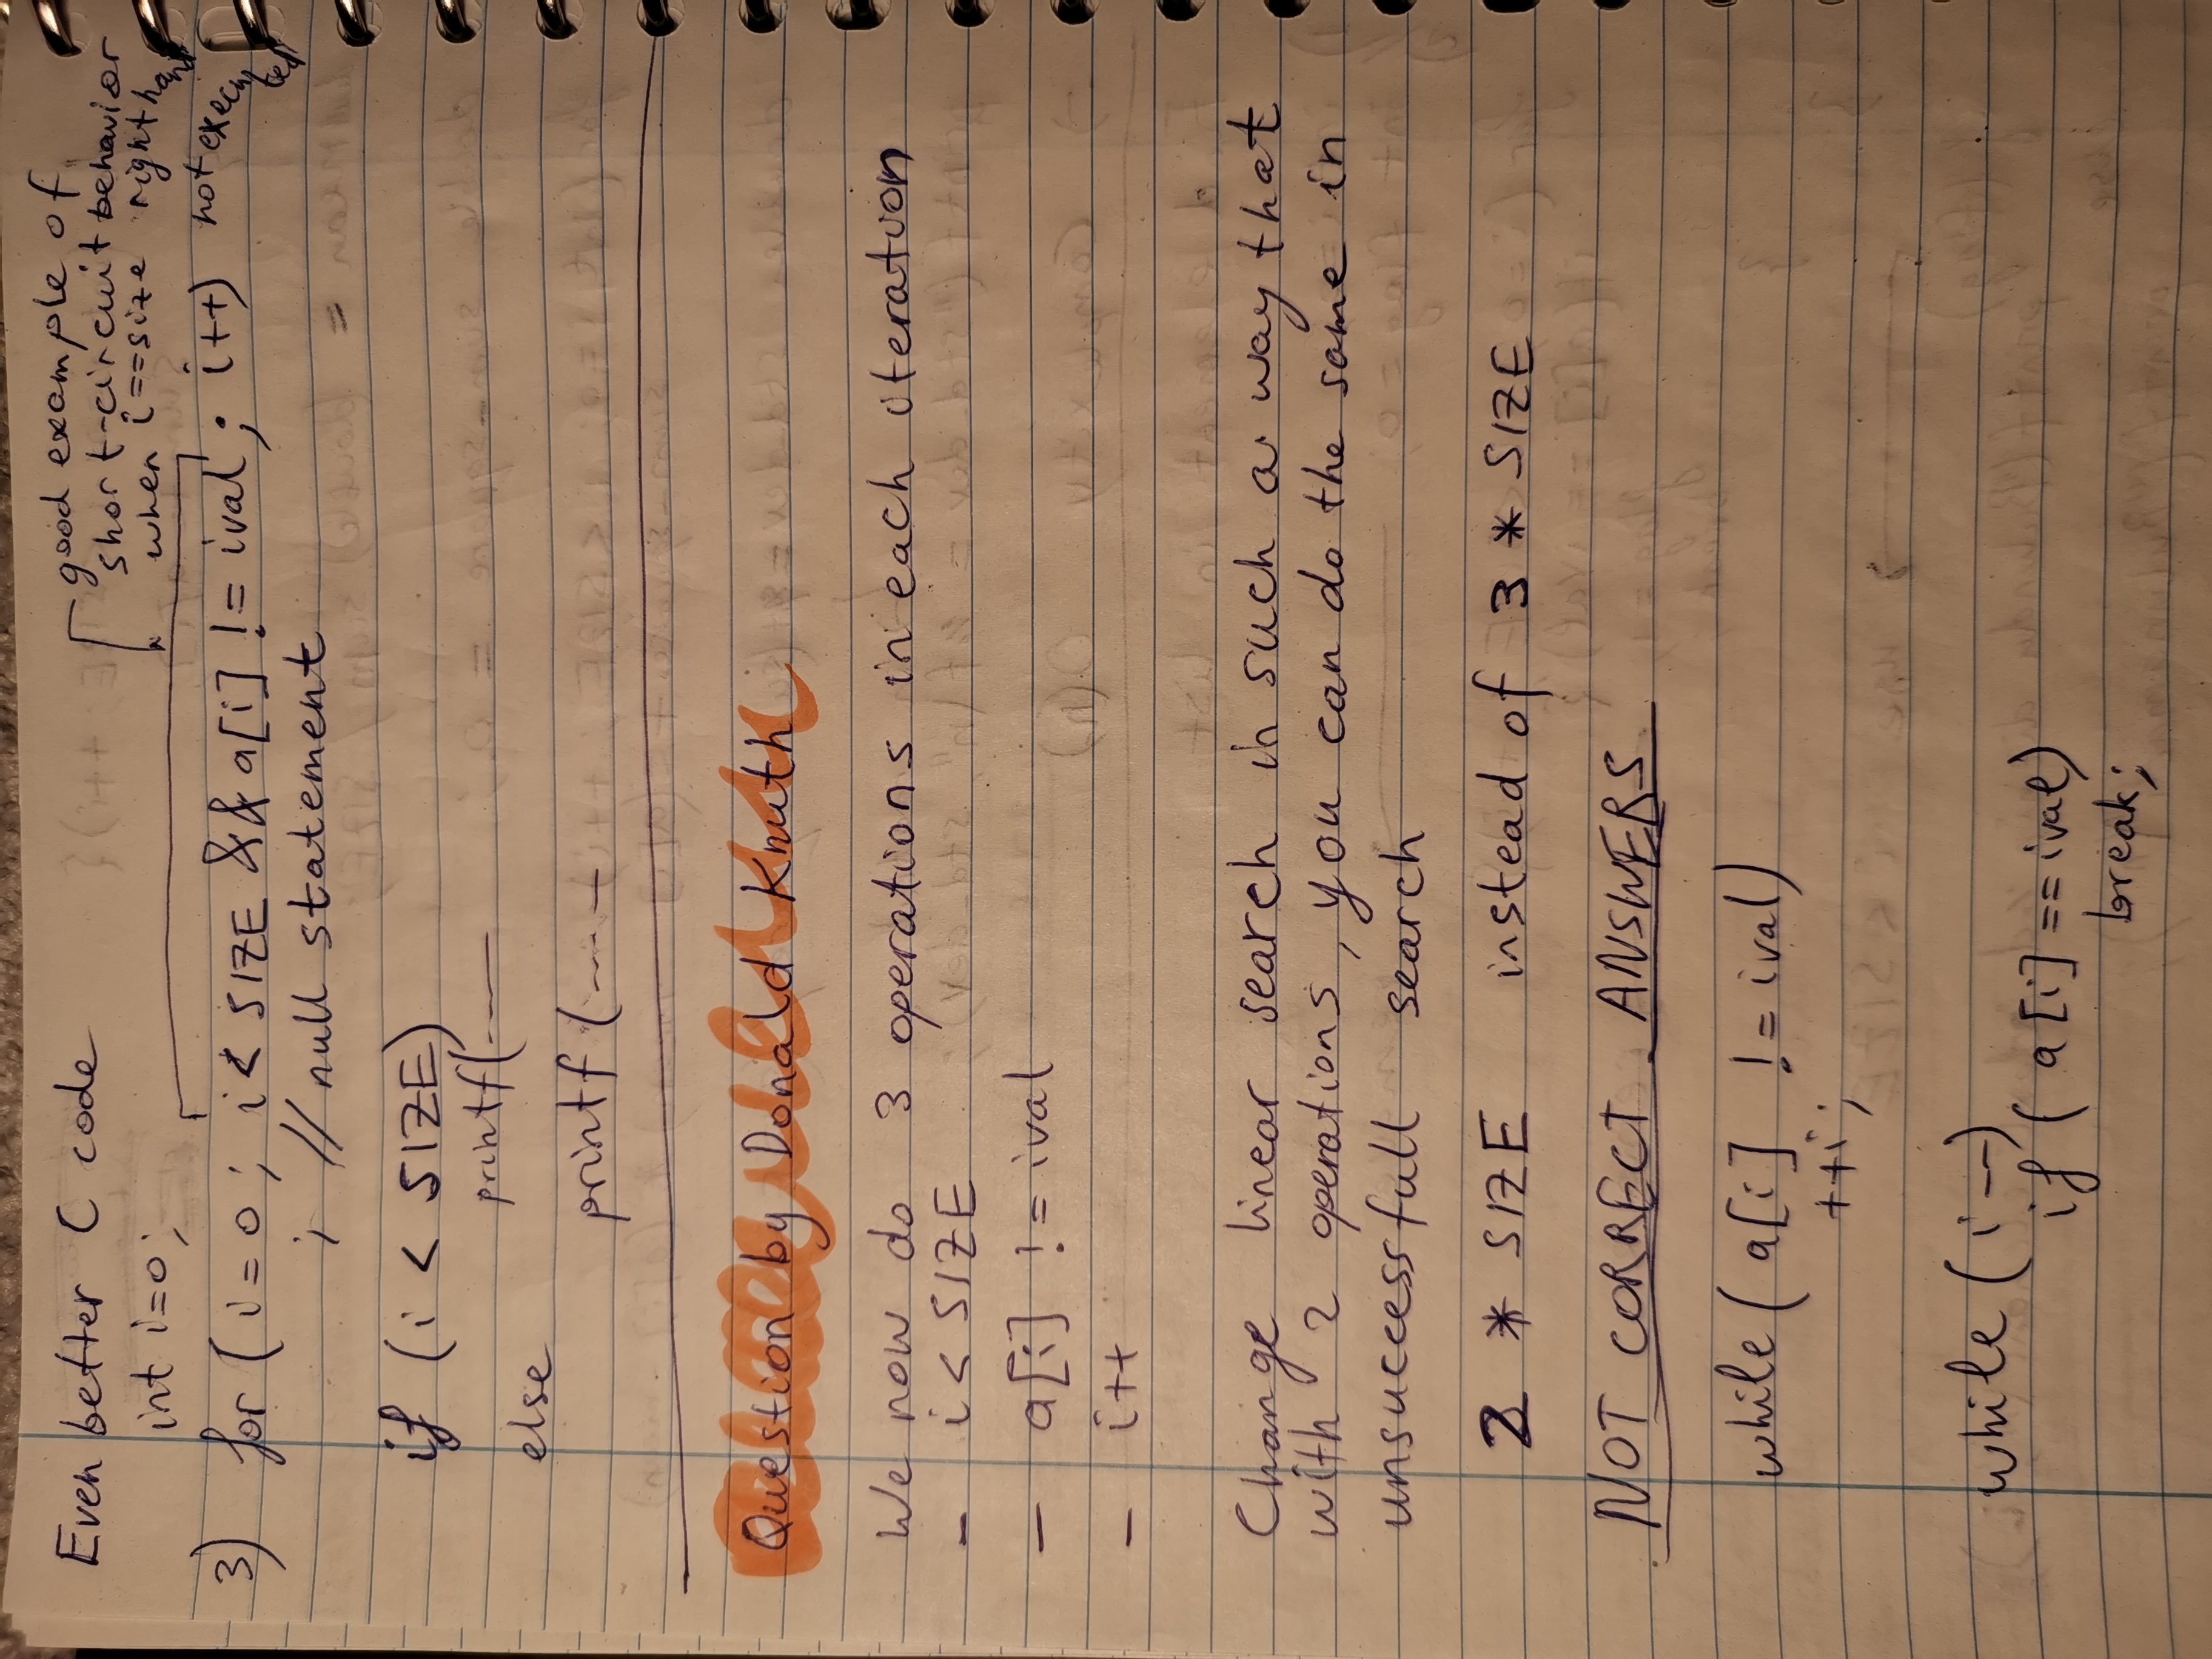 Even better C code
good example of
short-circuit behavior
when i==size right hand
not executed
int i=0;
3) for ( i=0; i< SIZE && a[i] != ival ; i++)
; // null statement
if (i < SIZE)
printf(-----
else
printf (-----
Question by Donald Knuth
We now do 3 operations in each iteration
- i< SIZE
- a[i] != ival
- i++
Change linear search in such a way that
with 2 operations, you can do the same in
unsuccessfull search
2 * SIZE instead of 3 * SIZE
NOT CORRECT ANSWERS
while ( a[i] != ival)
++i;
while ( i--)
if ( a[i]==ival)
break;